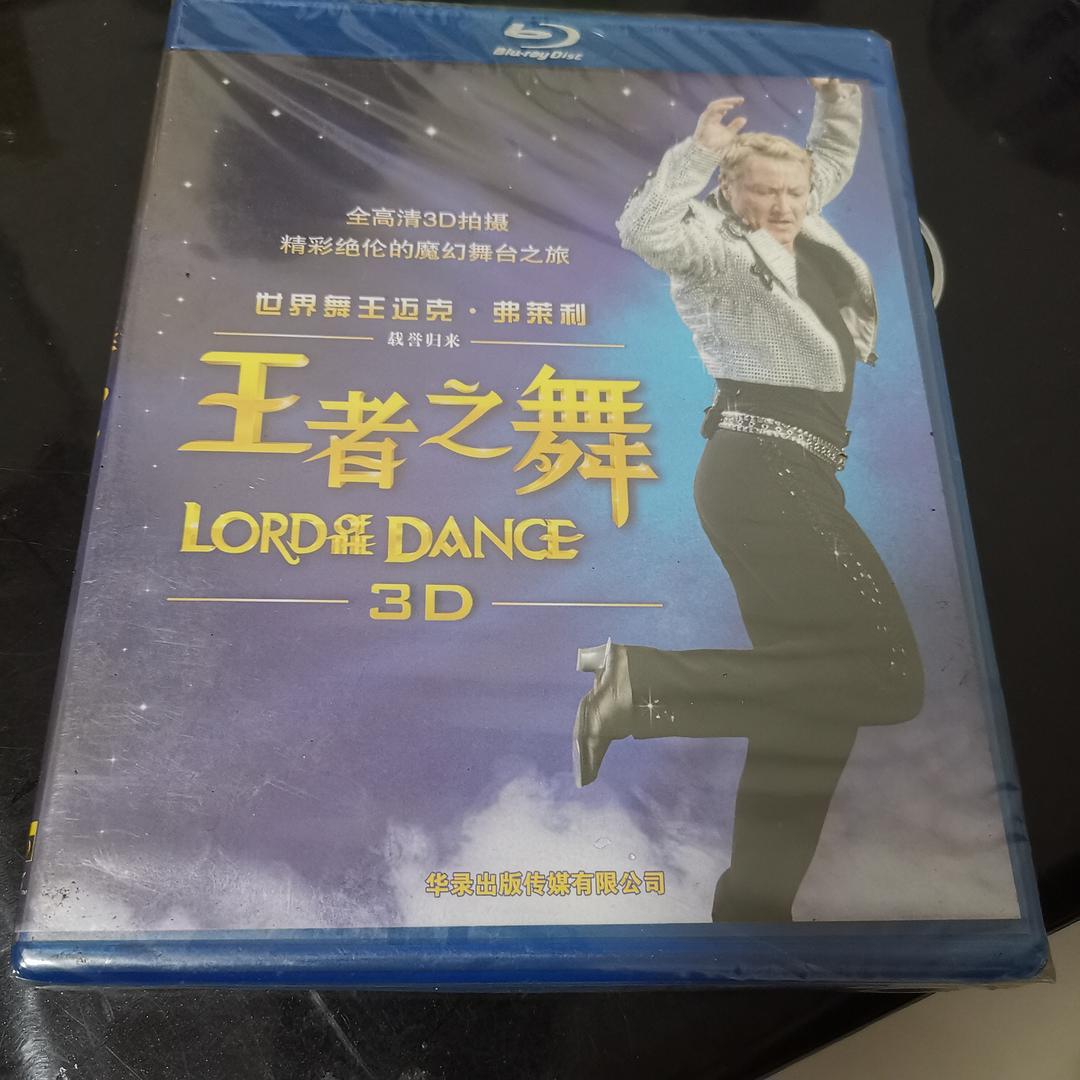 Blu-ray Disc
全高清3D拍摄
精彩绝伦的魔幻舞台之旅
世界舞王迈克·弗莱利
载誉归来
王者之舞
LORD OF THE DANCE
3D
华录出版传媒有限公司